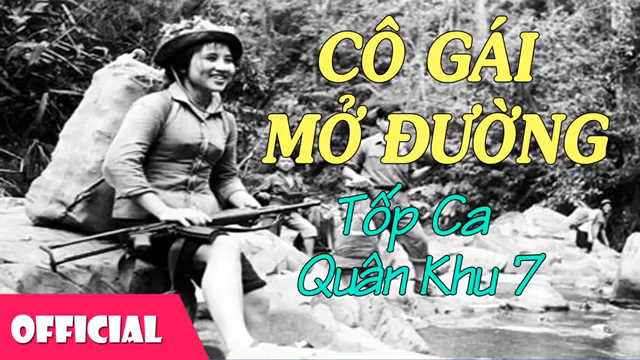 CÔ GÁI
MỞ ĐƯỜNG
Tốp Ca
Quân Khu 7
OFFICIAL